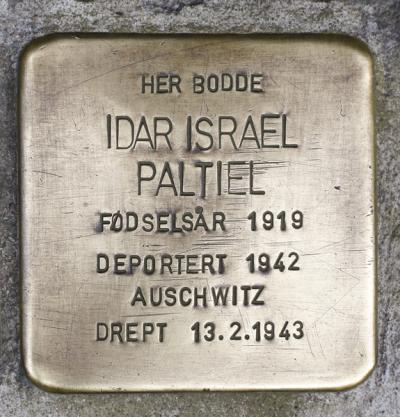 HER BODDE
IDAR ISRAEL
PALTIEL
FØDSELSÅR 1919
DEPORTERT 1942
AUSCHWITZ
DREPT 13.2.1943